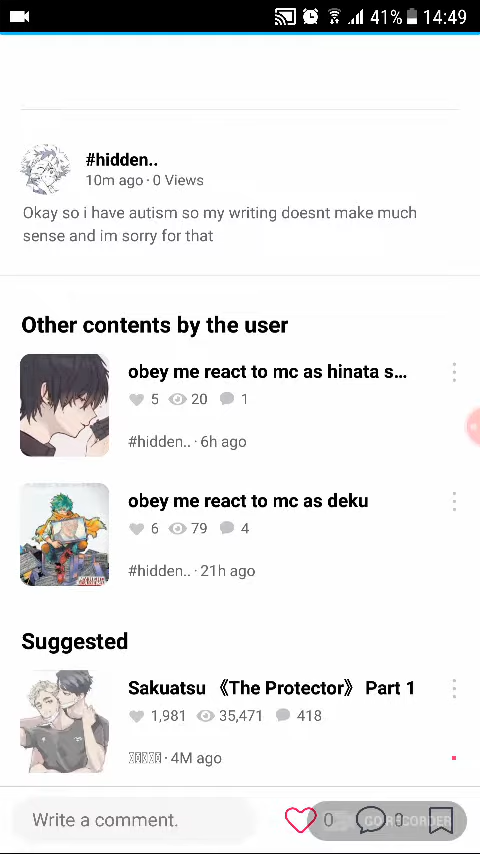 41% 14:49
#hidden..
10m ago · 0 Views
Okay so i have autism so my writing doesnt make much
sense and im sorry for that
Other contents by the user
obey me react to mc as hinata s...
5 20 1
#hidden.. · 6h ago
obey me react to mc as deku
6 79 4
#hidden.. · 21h ago
Suggested
Sakuatsu 《The Protector》 Part 1
1,981 35,471 418
· 4M ago
Write a comment.
0 0
GO RECORDER